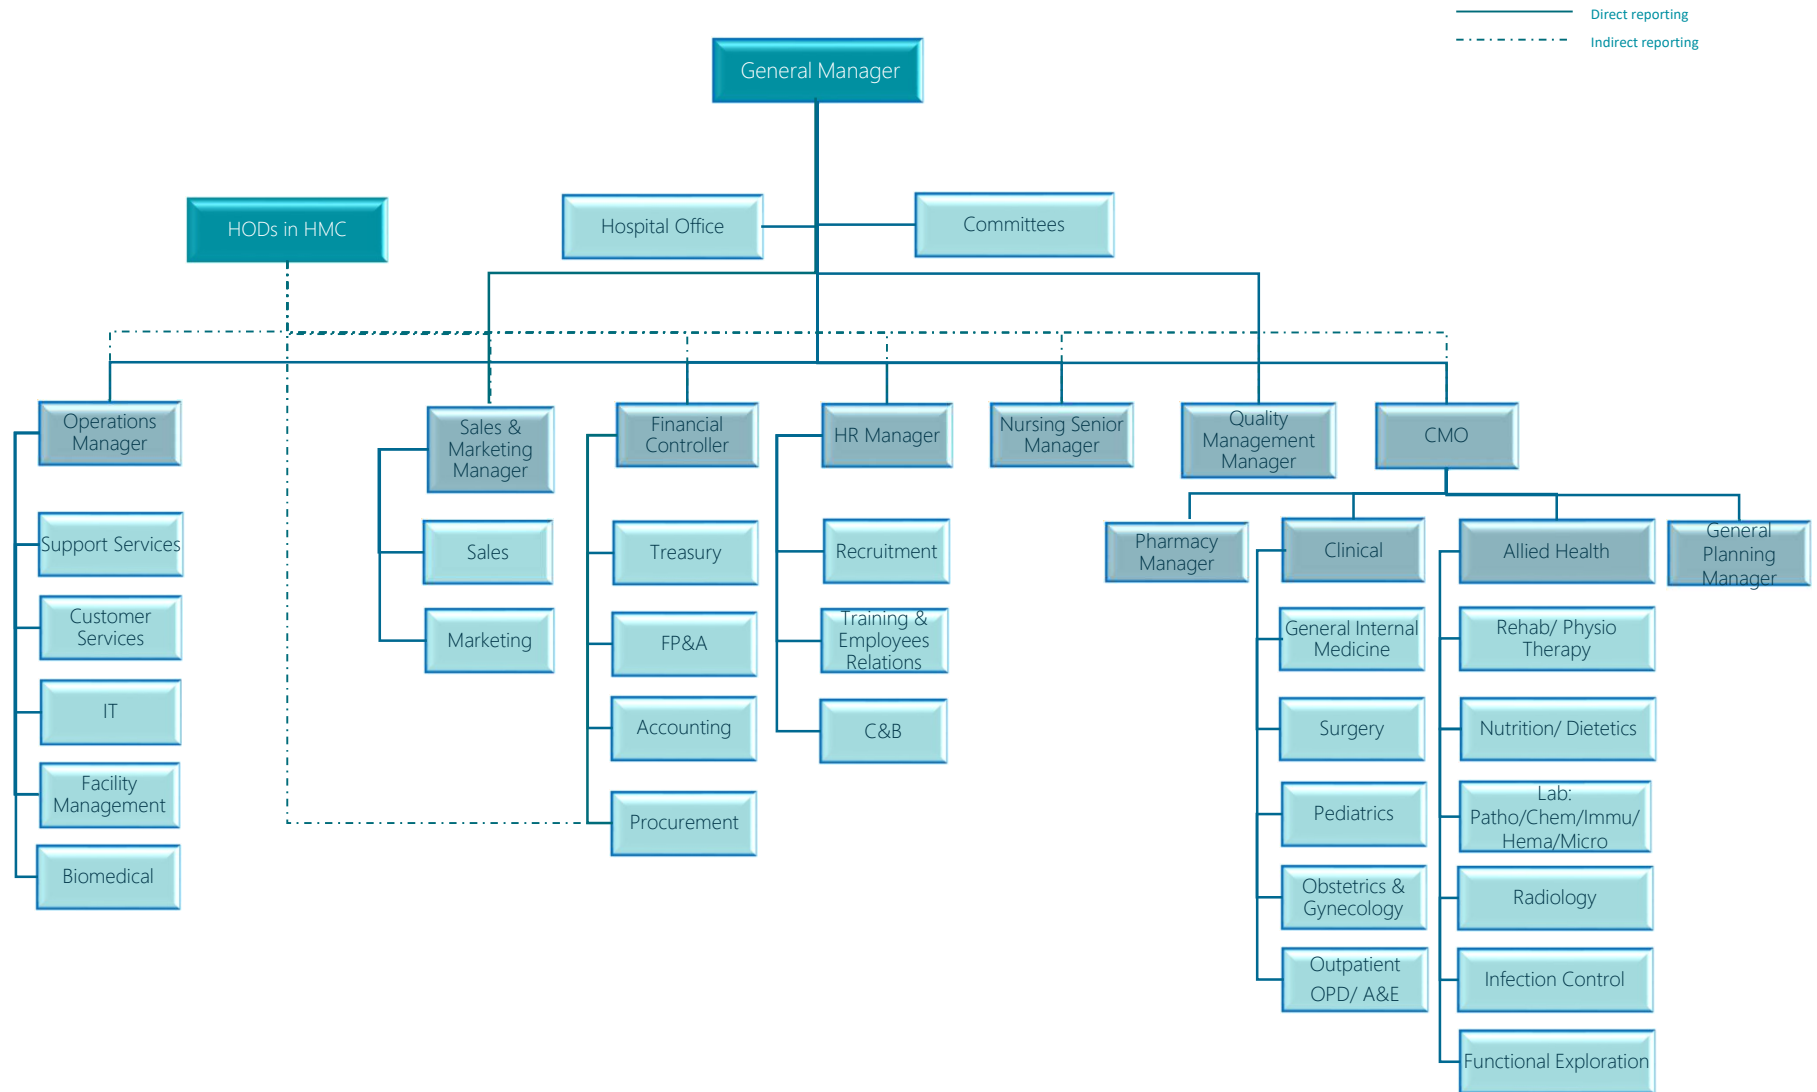 Direct reporting
Indirect reporting
General Manager
HODs in HMC
Hospital Office
Committees
Operations
Manager
Sales &
Marketing
Manager
Financial
Controller
HR Manager
Nursing Senior
Manager
Quality
Management
Manager
CMO
Support Services
Customer
Services
IT
Facility
Management
Biomedical
Sales
Marketing
Treasury
FP&A
Accounting
Procurement
Recruitment
Training &
Employees
Relations
C&B
Pharmacy
Manager
Clinical
Allied Health
General
Planning
Manager
General Internal
Medicine
Surgery
Pediatrics
Obstetrics &
Gynecology
Outpatient
OPD/ A&E
Rehab/ Physio
Therapy
Nutrition/ Dietetics
Lab:
Patho/Chem/Immu/
Hema/Micro
Radiology
Infection Control
Functional Exploration